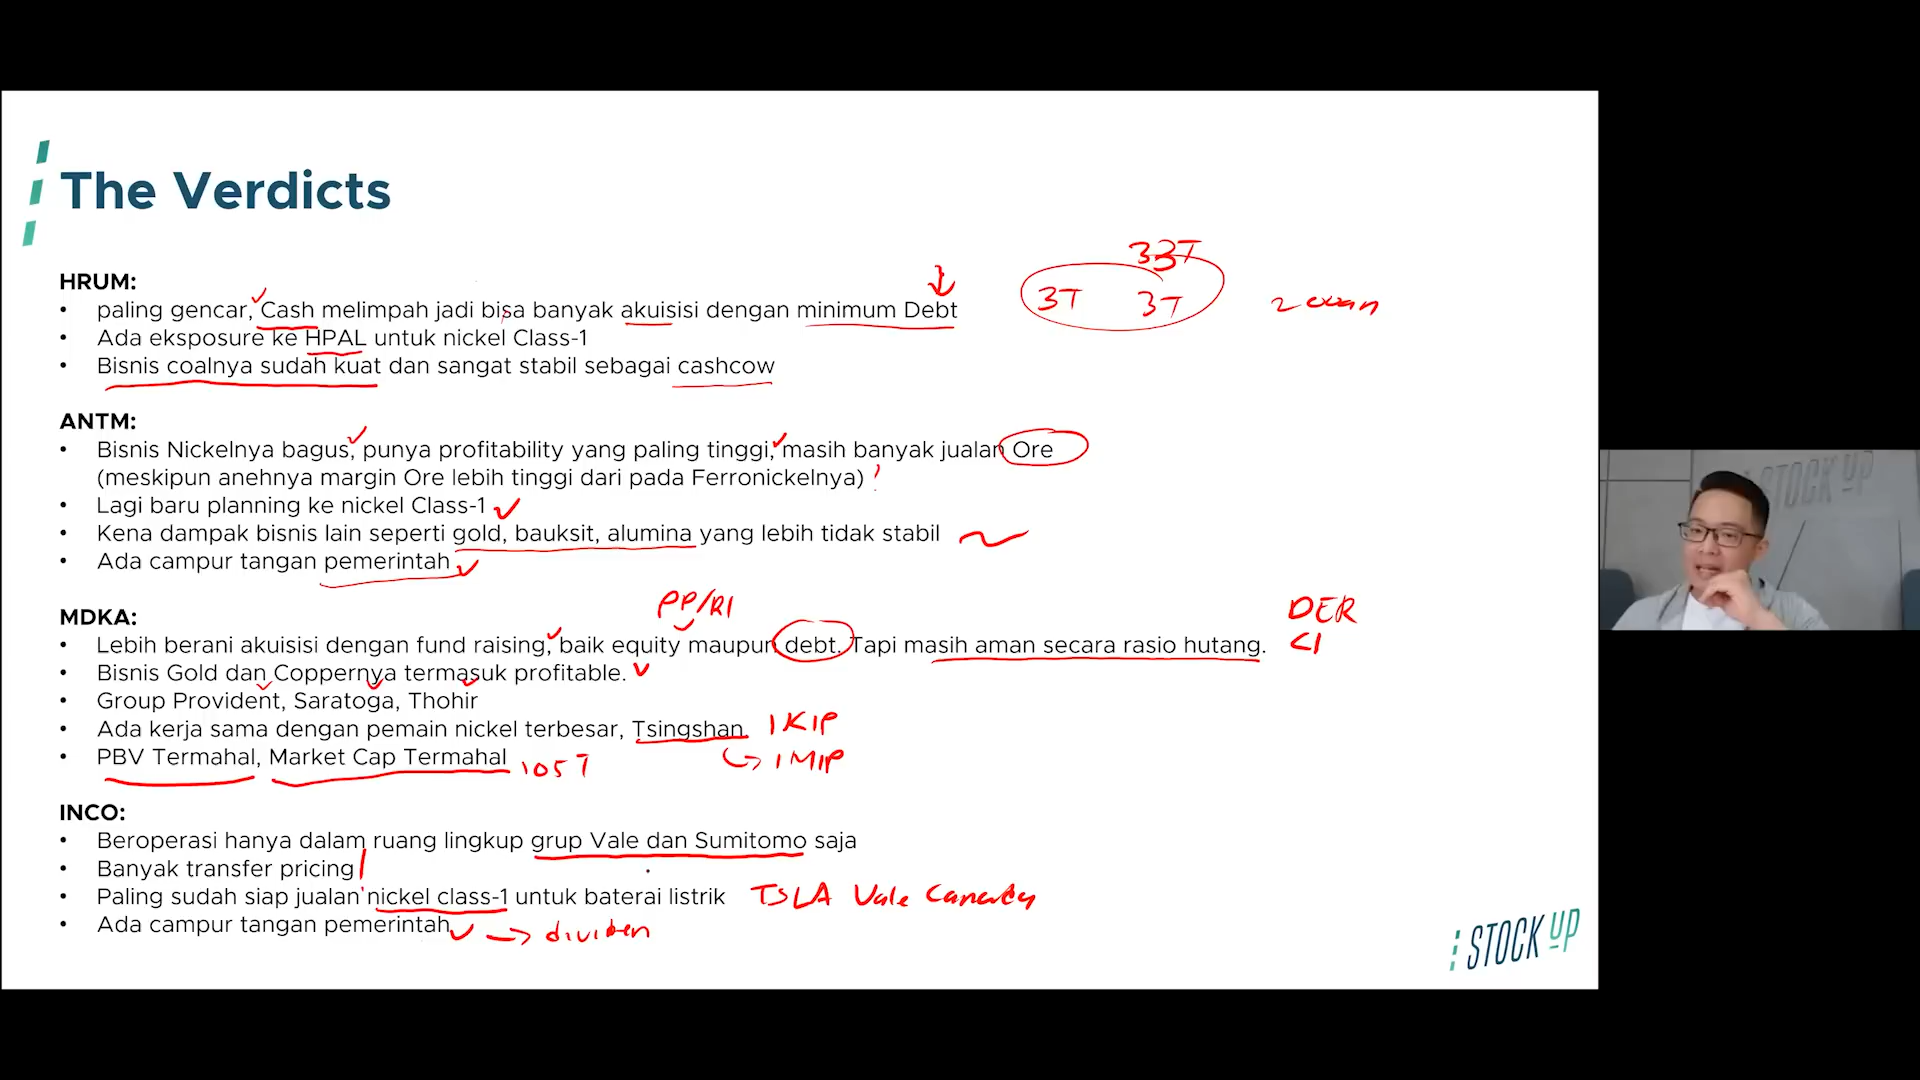 The Verdicts
33T
HRUM:
• paling gencar, Cash melimpah jadi bisa banyak akuisisi dengan minimum Debt
3T 3T
• Ada eksposure ke HPAL untuk nickel Class-1
• Bisnis coalnya sudah kuat dan sangat stabil sebagai cashcow
ANTM:
• Bisnis Nickelnya bagus, punya profitability yang paling tinggi, masih banyak jualan Ore
(meskipun anehnya margin Ore lebih tinggi dari pada Ferronickelnya)
• Lagi baru planning ke nickel Class-1
• Kena dampak bisnis lain seperti gold, bauksit, alumina yang lebih tidak stabil
• Ada campur tangan pemerintah
PP/RI
MDKA:
DER
• Lebih berani akuisisi dengan fund raising, baik equity maupun debt. Tapi masih aman secara rasio hutang.
<1
• Bisnis Gold dan Coppernya termasuk profitable.
• Group Provident, Saratoga, Thohir
• Ada kerja sama dengan pemain nickel terbesar, Tsingshan
IKIP
• PBV Termahal, Market Cap Termahal
105T
→ IMIP
INCO:
• Beroperasi hanya dalam ruang lingkup grup Vale dan Sumitomo saja
• Banyak transfer pricing
• Paling sudah siap jualan nickel class-1 untuk baterai listrik
TSLA Vale
• Ada campur tangan pemerintah
→ dividen
STOCK UP
STOCK UP